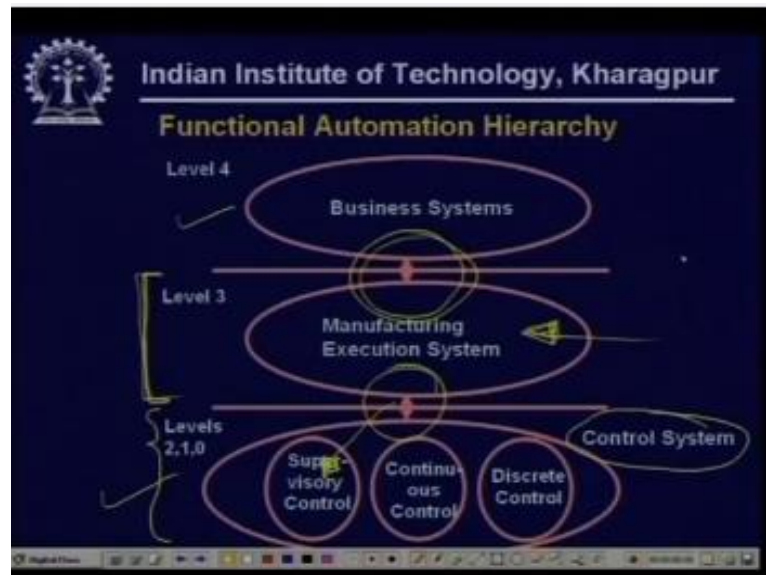 Indian Institute of Technology, Kharagpur
Functional Automation Hierarchy
Level 4
Business Systems
Level 3
Manufacturing
Execution System
Levels
2,1,0
Control System
Super-
visory
Control
Continu-
ous
Control
Discrete
Control